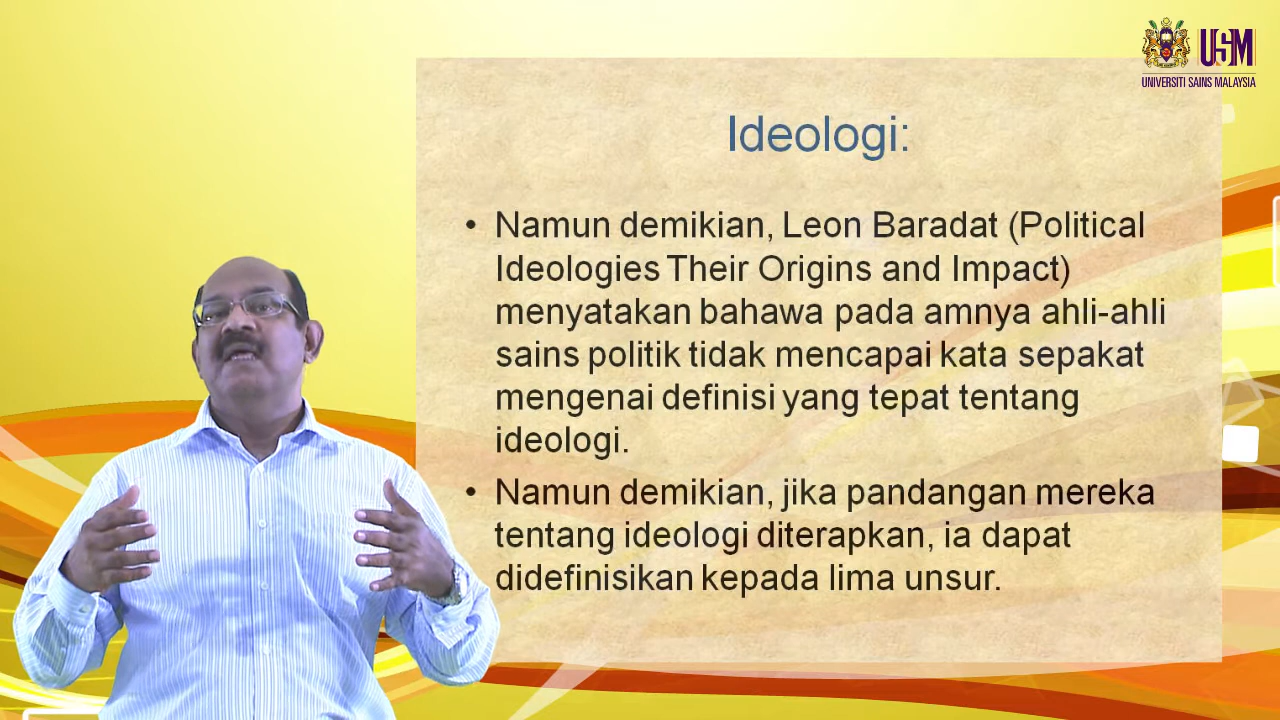 USM
UNIVERSITI SAINS MALAYSIA
Ideologi:
• Namun demikian, Leon Baradat (Political
Ideologies Their Origins and Impact)
menyatakan bahawa pada amnya ahli-ahli
sains politik tidak mencapai kata sepakat
mengenai definisi yang tepat tentang
ideologi.
• Namun demikian, jika pandangan mereka
tentang ideologi diterapkan, ia dapat
didefinisikan kepada lima unsur.